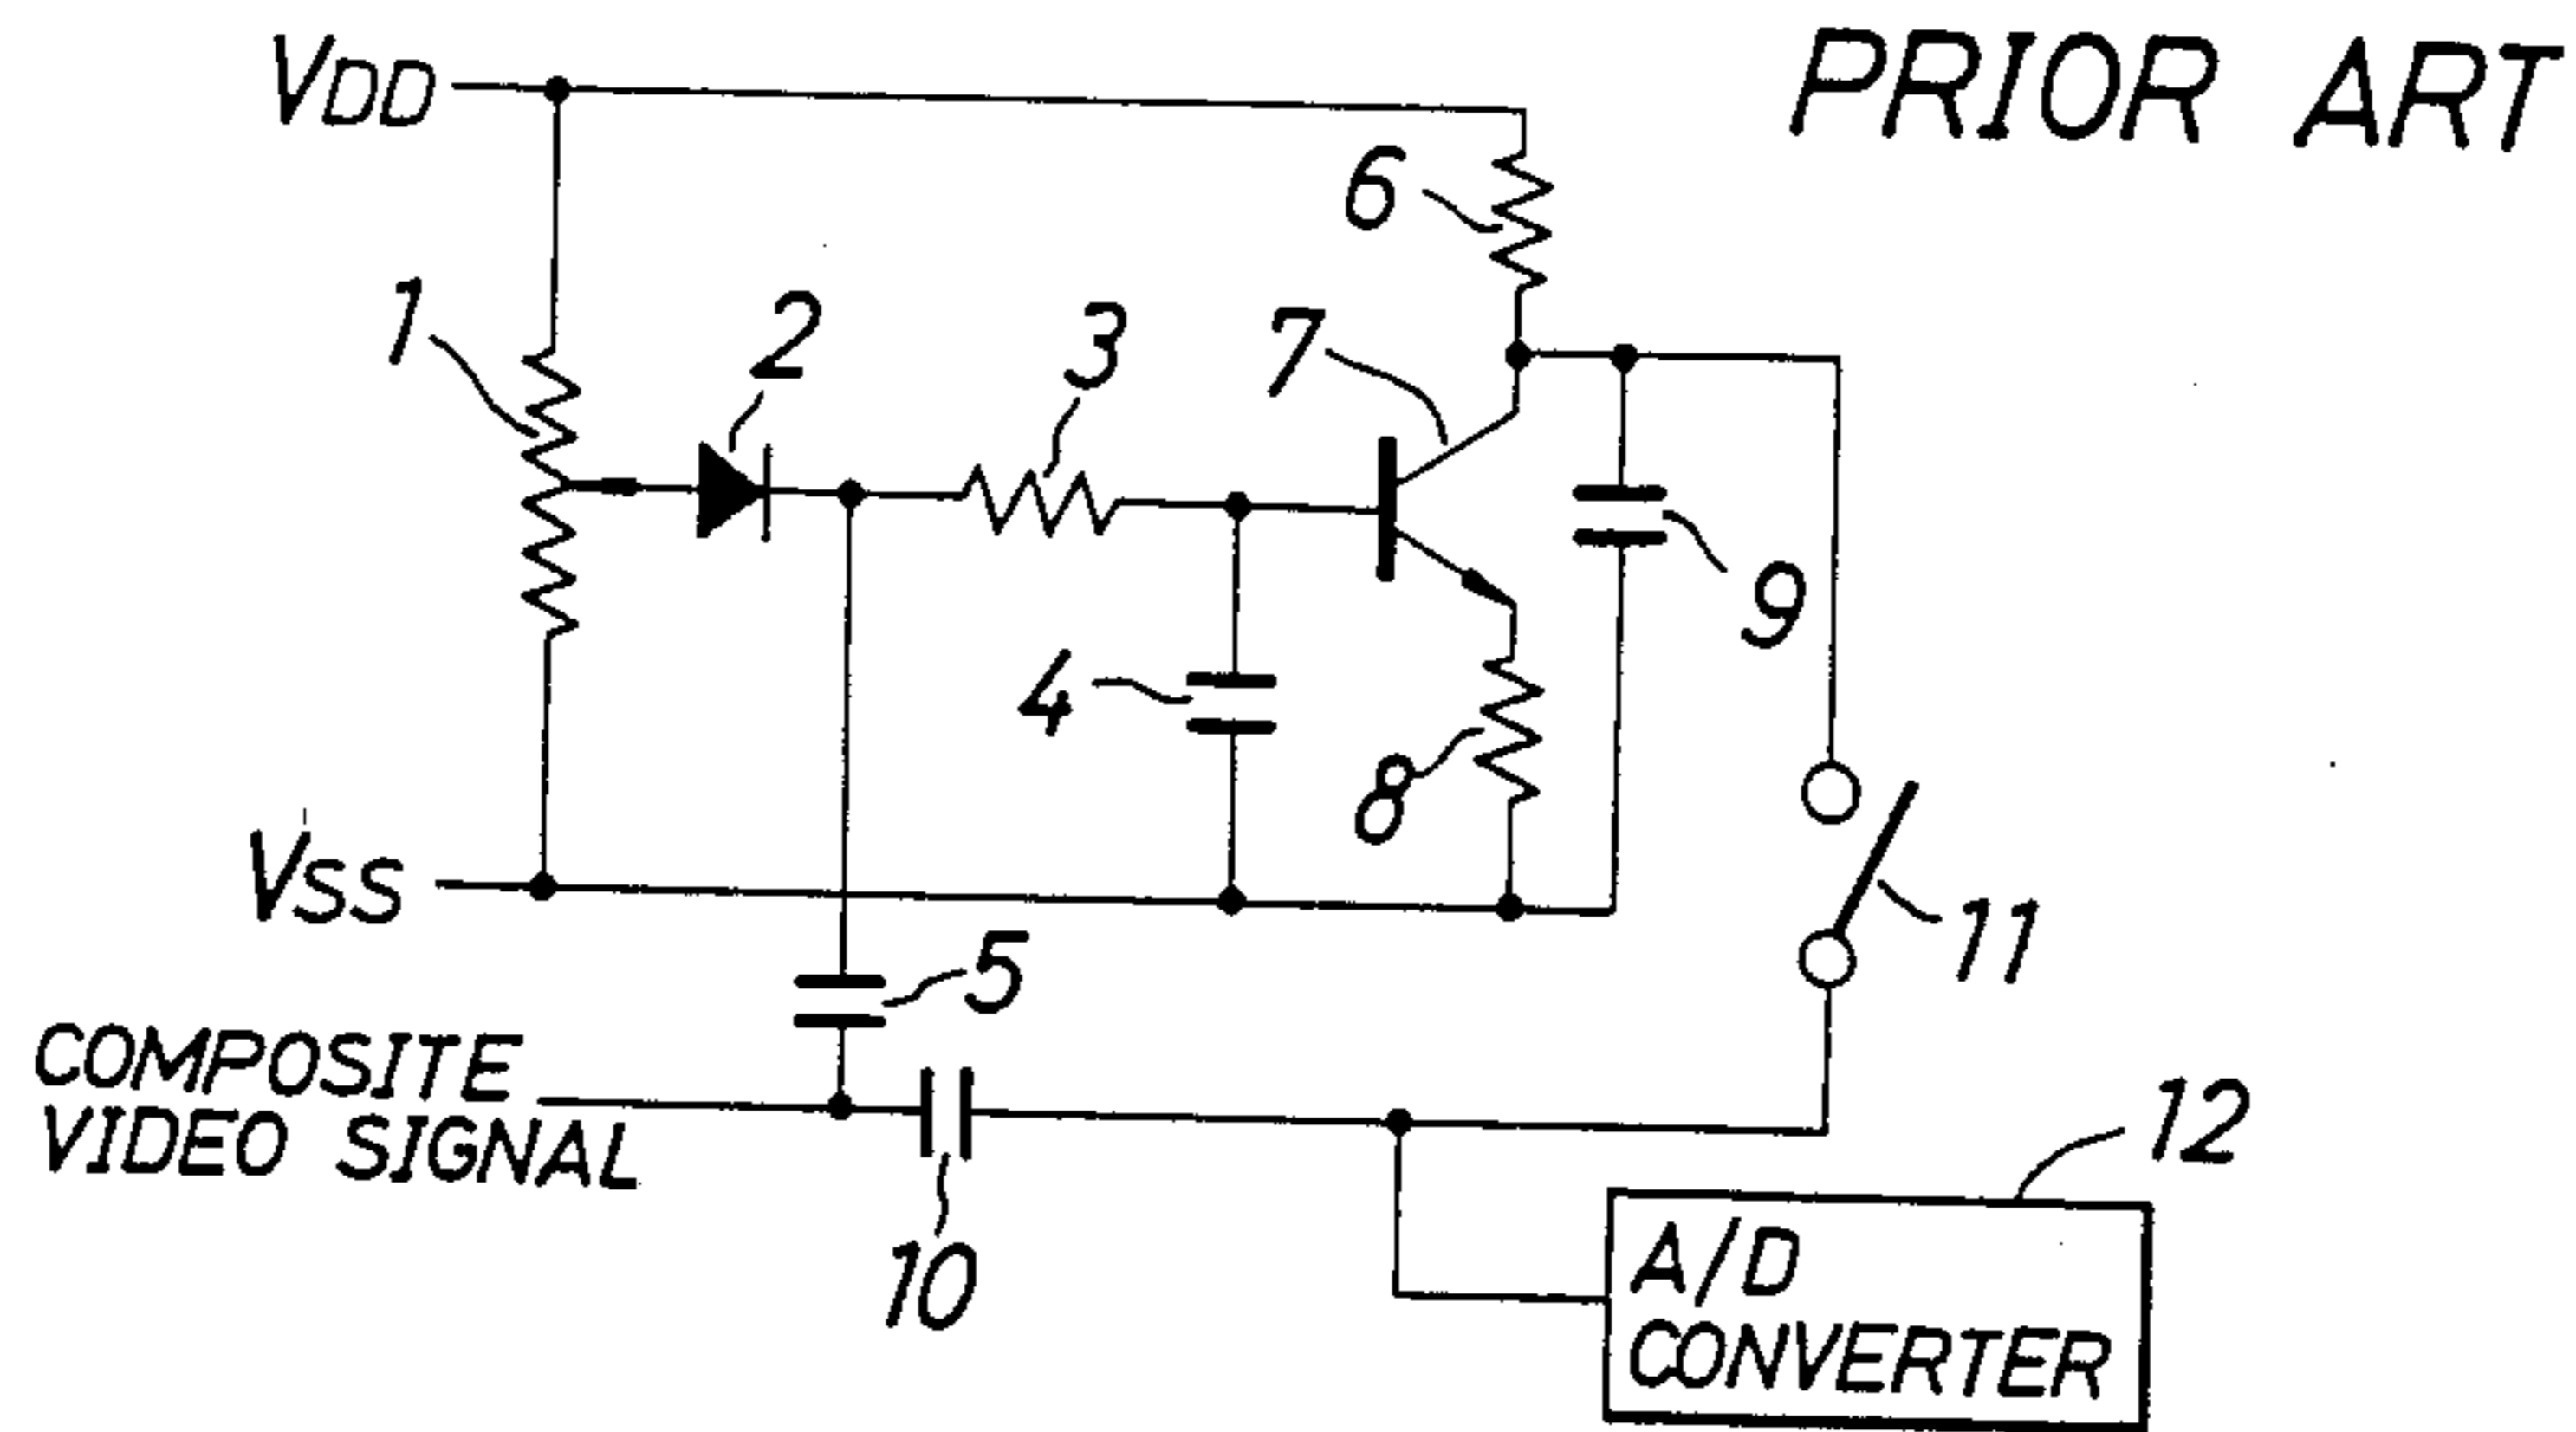 VDD
PRIOR ART
6
1
2
3
7
9
4
8
VSS
11
5
COMPOSITE
VIDEO SIGNAL
12
10
A/D
CONVERTER